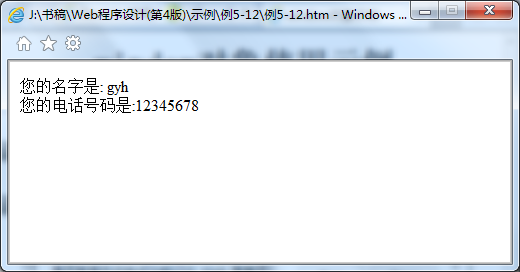 J:\书稿\Web程序设计(第4版)\示例\例5-12\例5-12.htm - Windows ...
您的名字是: gyh
您的电话号码是:12345678